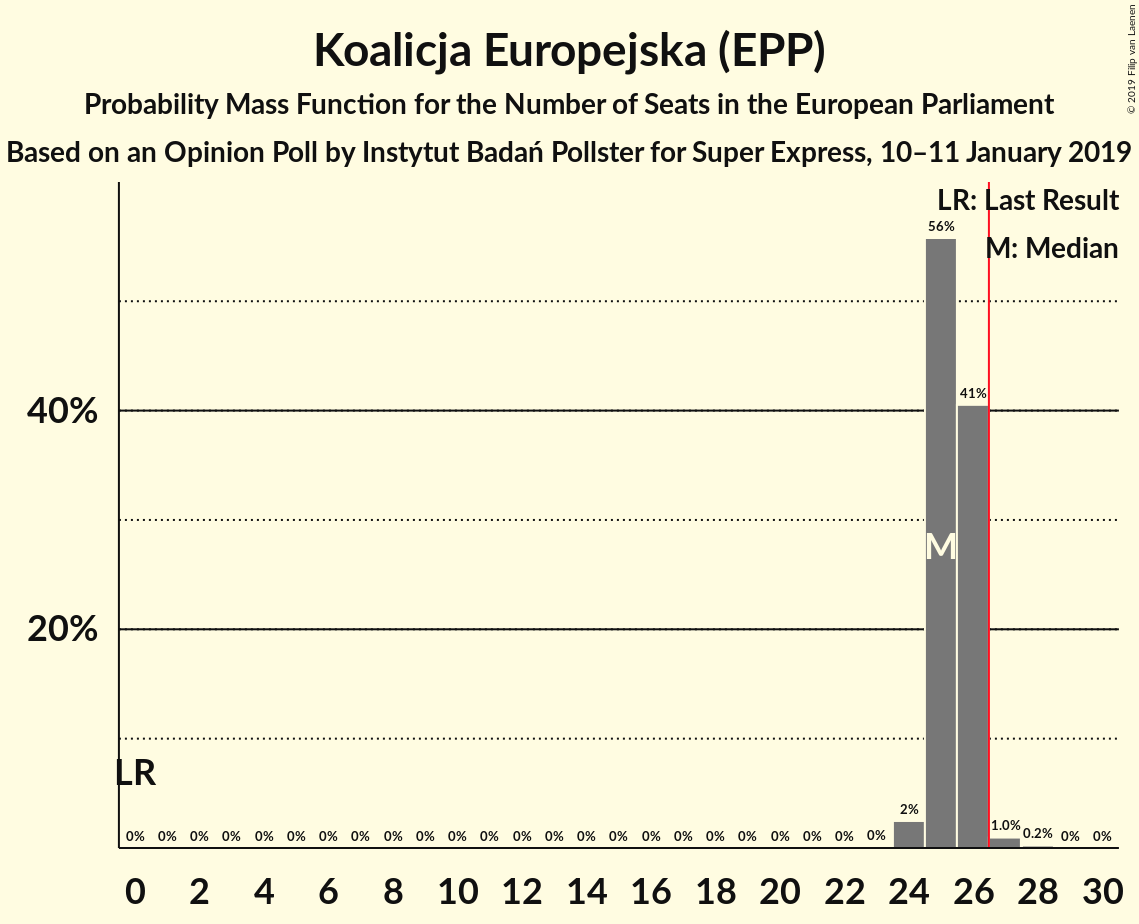 Koalicja Europejska (EPP)
Probability Mass Function for the Number of Seats in the European Parliament
Based on an Opinion Poll by Instytut Badań Pollster for Super Express, 10–11 January 2019
© 2019 Filip van Laenen
LR: Last Result
M: Median
56%
41%
40%
M
20%
LR
0% 0% 0% 0% 0% 0% 0% 0% 0% 0% 0% 0% 0% 0% 0% 0% 0% 0% 0% 0% 0% 0% 0% 0% 2% 1.0% 0.2% 0% 0%
0 2 4 6 8 10 12 14 16 18 20 22 24 26 28 30